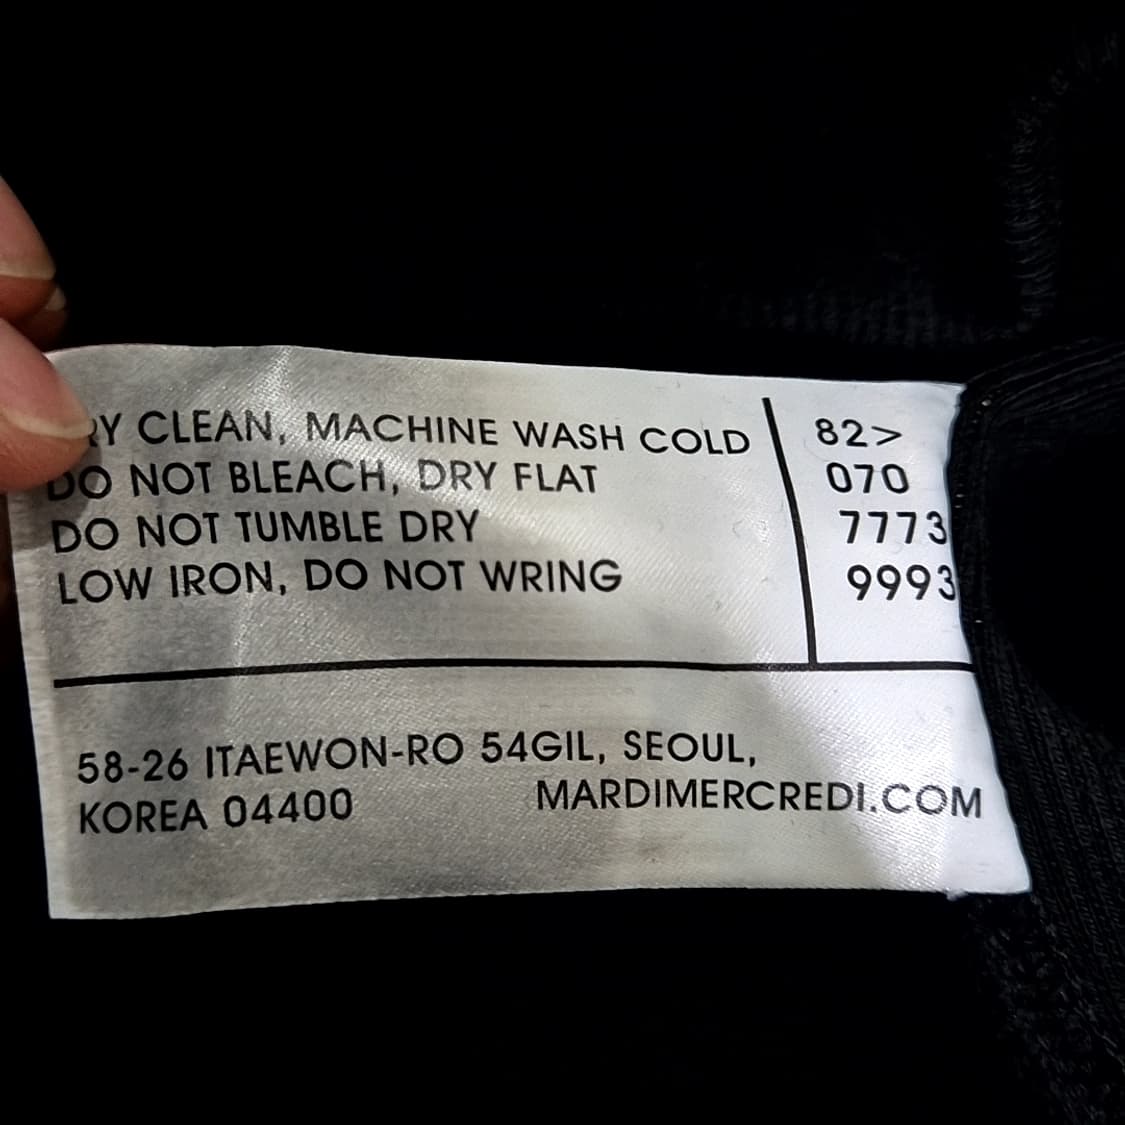 RY CLEAN, MACHINE WASH COLD
DO NOT BLEACH, DRY FLAT
DO NOT TUMBLE DRY
LOW IRON, DO NOT WRING
82>
070
7773
9993
58-26 ITAEWON-RO 54GIL, SEOUL,
KOREA 04400
MARDIMERCREDI.COM